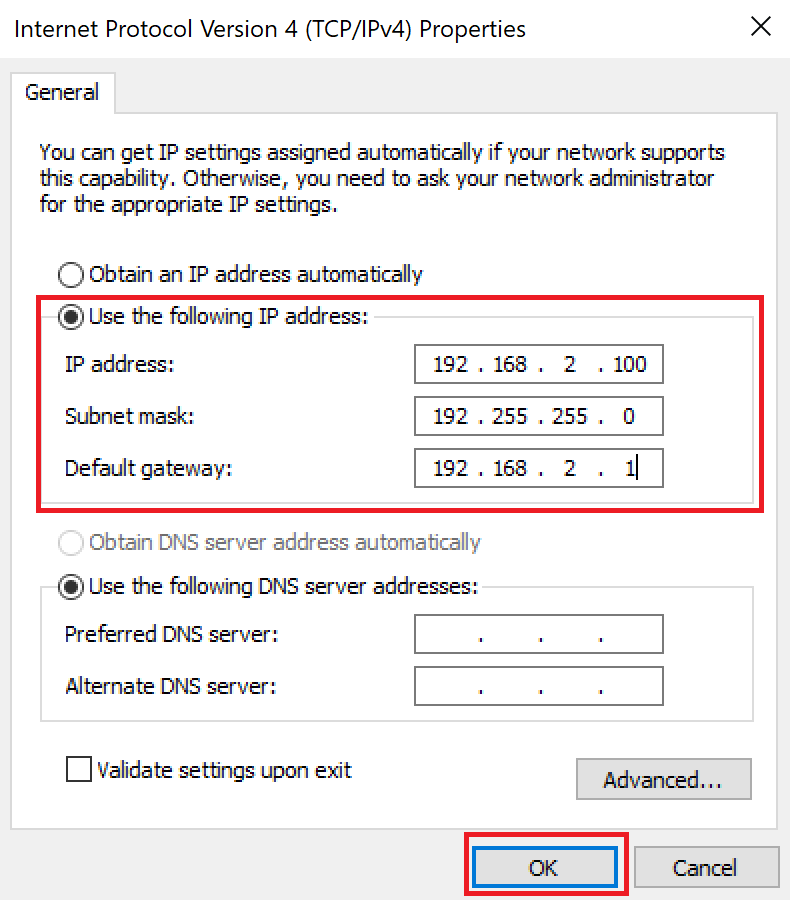 Internet Protocol Version 4 (TCP/IPv4) Properties
General
You can get IP settings assigned automatically if your network supports
this capability. Otherwise, you need to ask your network administrator
for the appropriate IP settings.
Obtain an IP address automatically
Use the following IP address:
IP address: 192 . 168 . 2 . 100
Subnet mask: 192 . 255 . 255 . 0
Default gateway: 192 . 168 . 2 . 1
Obtain DNS server address automatically
Use the following DNS server addresses:
Preferred DNS server: . . .
Alternate DNS server: . . .
Validate settings upon exit
Advanced...
OK Cancel